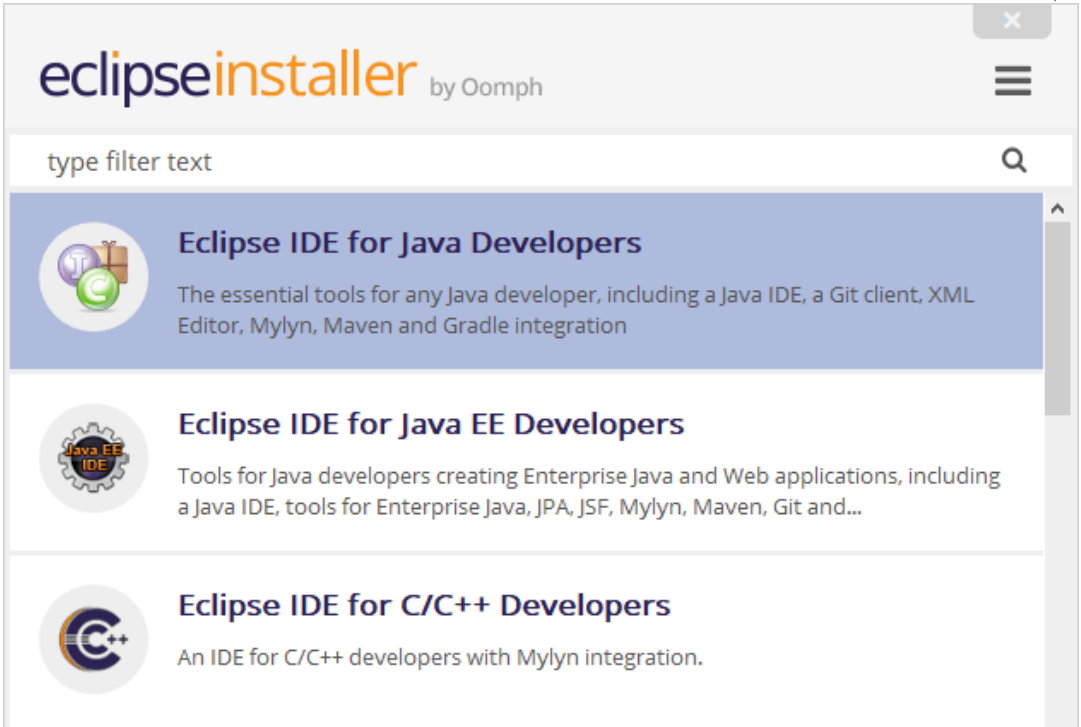 eclipseinstaller by Oomph
type filter text
Eclipse IDE for Java Developers
The essential tools for any Java developer, including a Java IDE, a Git client, XML
Editor, Mylyn, Maven and Gradle integration
Eclipse IDE for Java EE Developers
Java EE
IDE
Tools for Java developers creating Enterprise Java and Web applications, including
a Java IDE, tools for Enterprise Java, JPA, JSF, Mylyn, Maven, Git and...
Eclipse IDE for C/C++ Developers
C++
An IDE for C/C++ developers with Mylyn integration.